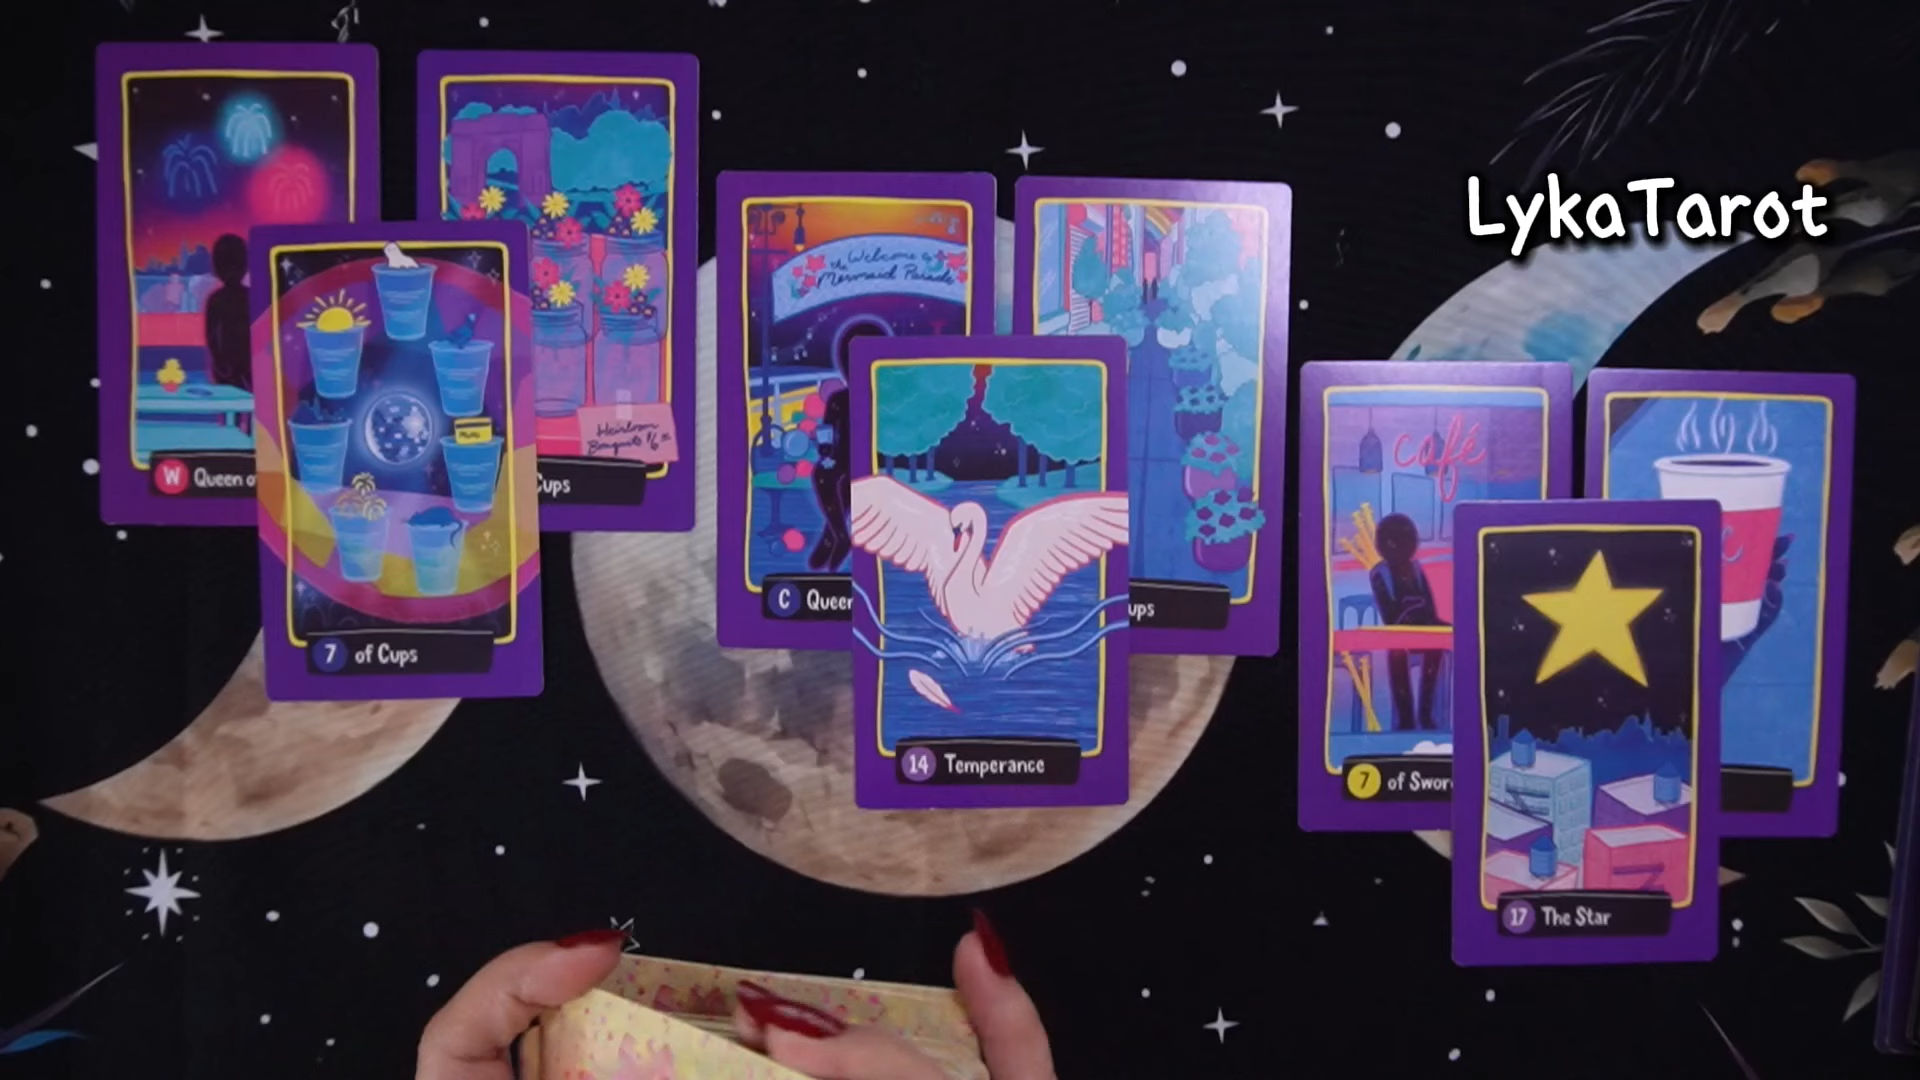 LykaTarot
W Queen o
7 of Cups
Cups
Heirloom
Bouquets $6
Welcome to
the Mermaid Parade
C Queen
ups
14 Temperance
café
7 of Swor
C
17 The Star